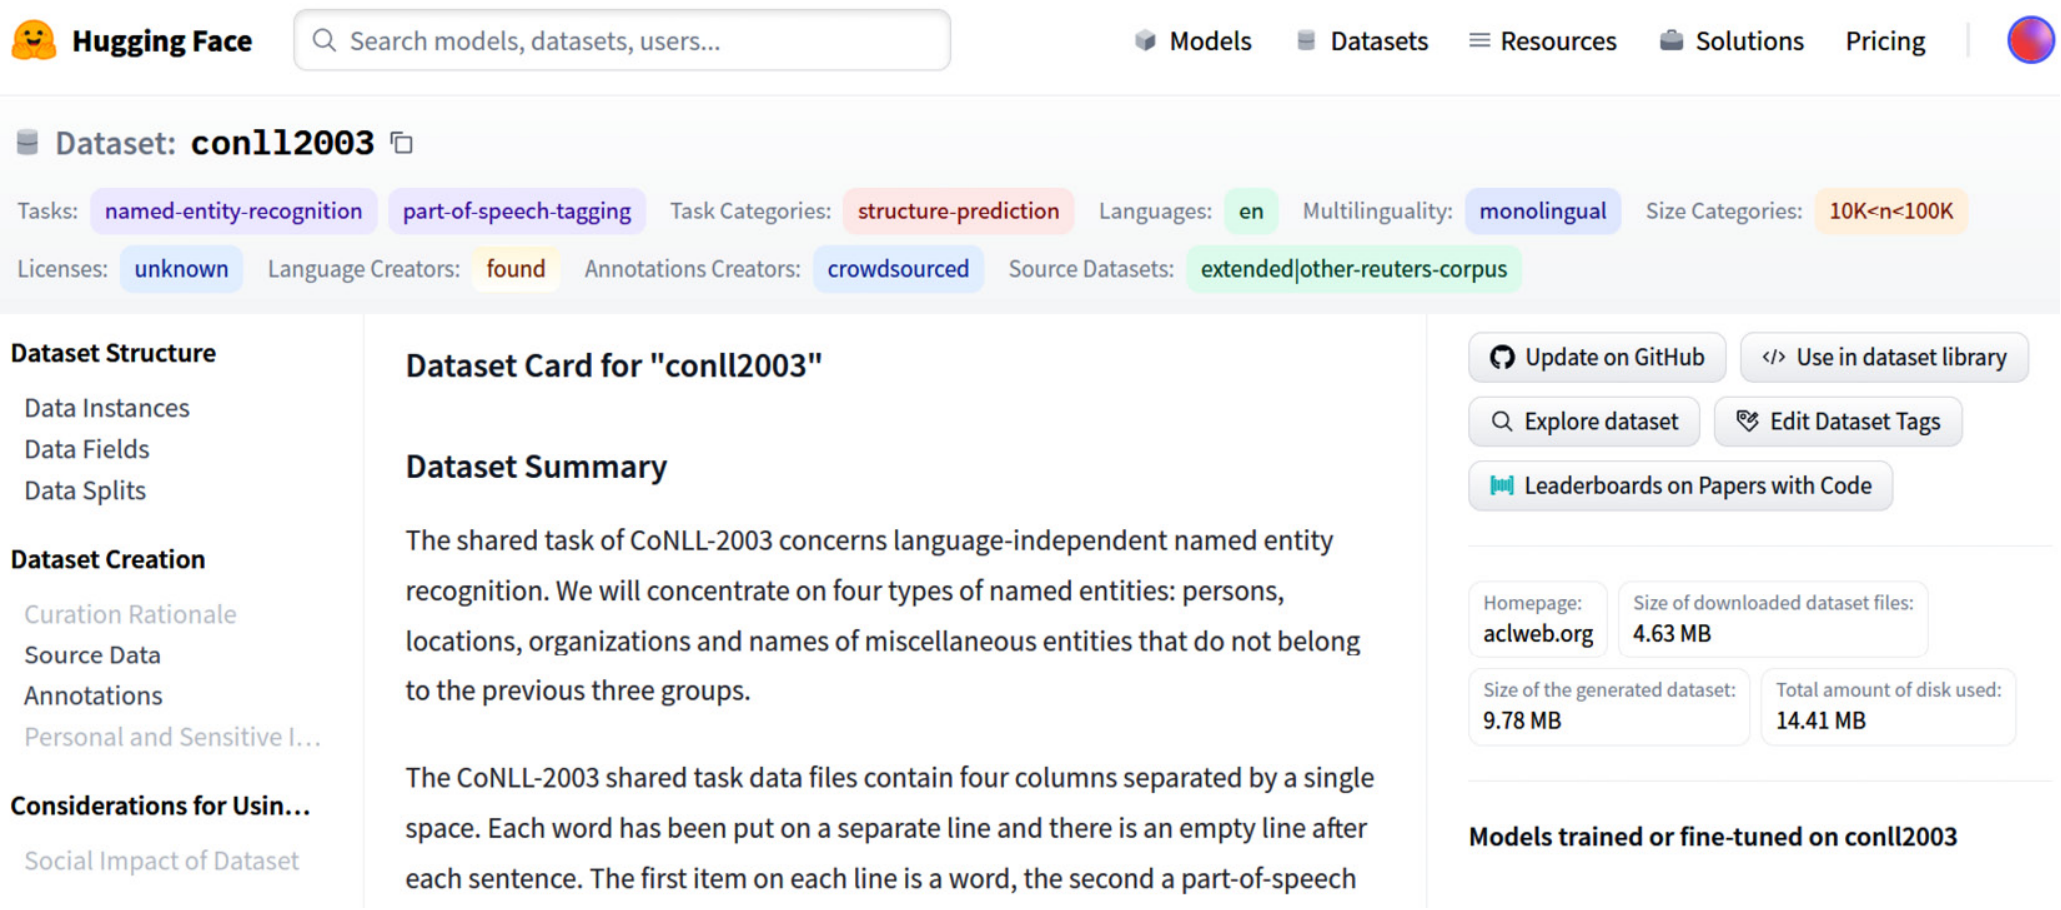 Hugging Face
Search models, datasets, users...
Models Datasets Resources Solutions Pricing
Dataset: conll2003
Tasks: named-entity-recognition part-of-speech-tagging Task Categories: structure-prediction Languages: en Multilinguality: monolingual Size Categories: 10K<n<100K
Licenses: unknown Language Creators: found Annotations Creators: crowdsourced Source Datasets: extended|other-reuters-corpus
Dataset Structure
Data Instances
Data Fields
Data Splits
Dataset Creation
Curation Rationale
Source Data
Annotations
Personal and Sensitive I...
Considerations for Usin...
Social Impact of Dataset
Dataset Card for "conll2003"
Dataset Summary
The shared task of CoNLL-2003 concerns language-independent named entity
recognition. We will concentrate on four types of named entities: persons,
locations, organizations and names of miscellaneous entities that do not belong
to the previous three groups.
The CoNLL-2003 shared task data files contain four columns separated by a single
space. Each word has been put on a separate line and there is an empty line after
each sentence. The first item on each line is a word, the second a part-of-speech
Update on GitHub
</> Use in dataset library
Explore dataset
Edit Dataset Tags
Leaderboards on Papers with Code
Homepage:
aclweb.org
Size of downloaded dataset files:
4.63 MB
Size of the generated dataset:
9.78 MB
Total amount of disk used:
14.41 MB
Models trained or fine-tuned on conll2003